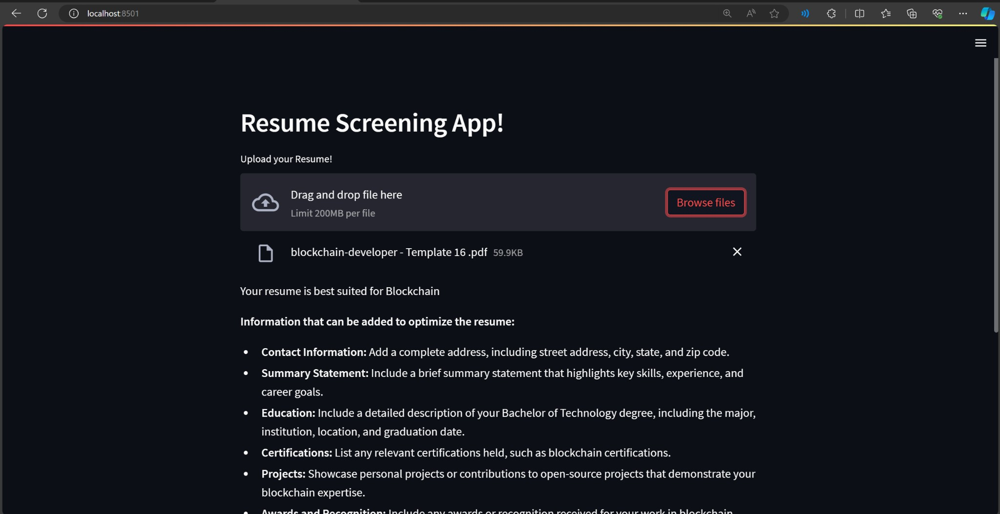 localhost:8501
Resume Screening App!
Upload your Resume!
Drag and drop file here
Limit 200MB per file
Browse files
blockchain-developer - Template 16 .pdf 59.9KB
Your resume is best suited for Blockchain
Information that can be added to optimize the resume:
• Contact Information: Add a complete address, including street address, city, state, and zip code.
• Summary Statement: Include a brief summary statement that highlights key skills, experience, and
career goals.
• Education: Include a detailed description of your Bachelor of Technology degree, including the major,
institution, location, and graduation date.
• Certifications: List any relevant certifications held, such as blockchain certifications.
• Projects: Showcase personal projects or contributions to open-source projects that demonstrate your
blockchain expertise.
• Awards and Recognition: Include any awards or recognition received for your work in blockchain